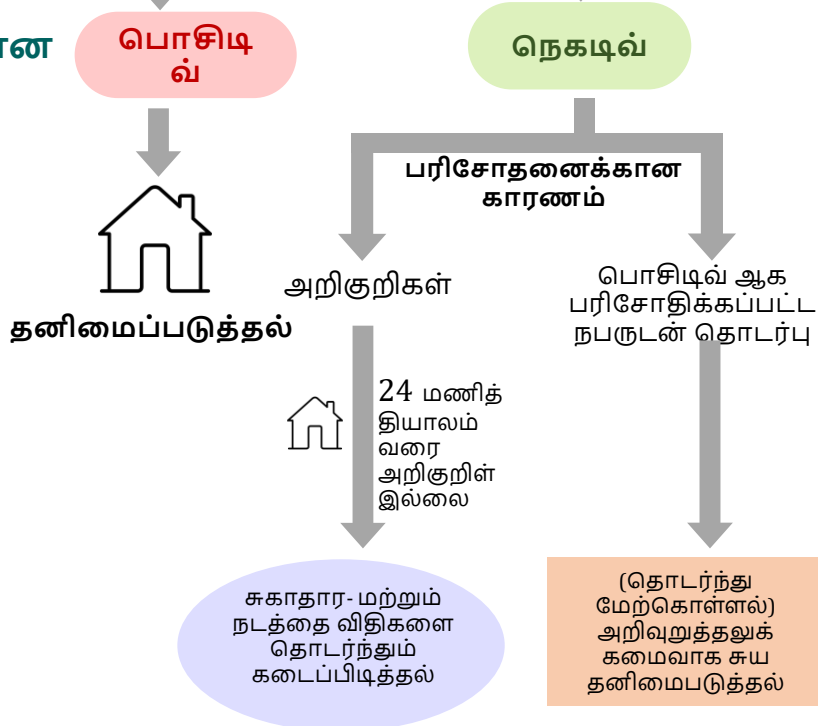 ான
பொசிடி
வ்
நெகடிவ்
பரிசோதனைக்கான
காரணம்
தனிமைப்படுத்தல்
அறிகுறிகள்
பொசிடிவ் ஆக
பரிசோதிக்கப்பட்ட
நபருடன் தொடர்பு
24 மணித்
தியாலம்
வரை
அறிகுறிள்
இல்லை
சுகாதார- மற்றும்
நடத்தை விதிகளை
தொடர்ந்தும்
கடைப்பிடித்தல்
(தொடர்ந்து
மேற்கொள்ளல்)
அறிவுறுத்தலுக்
கமைவாக சுய
தனிமைபடுத்தல்